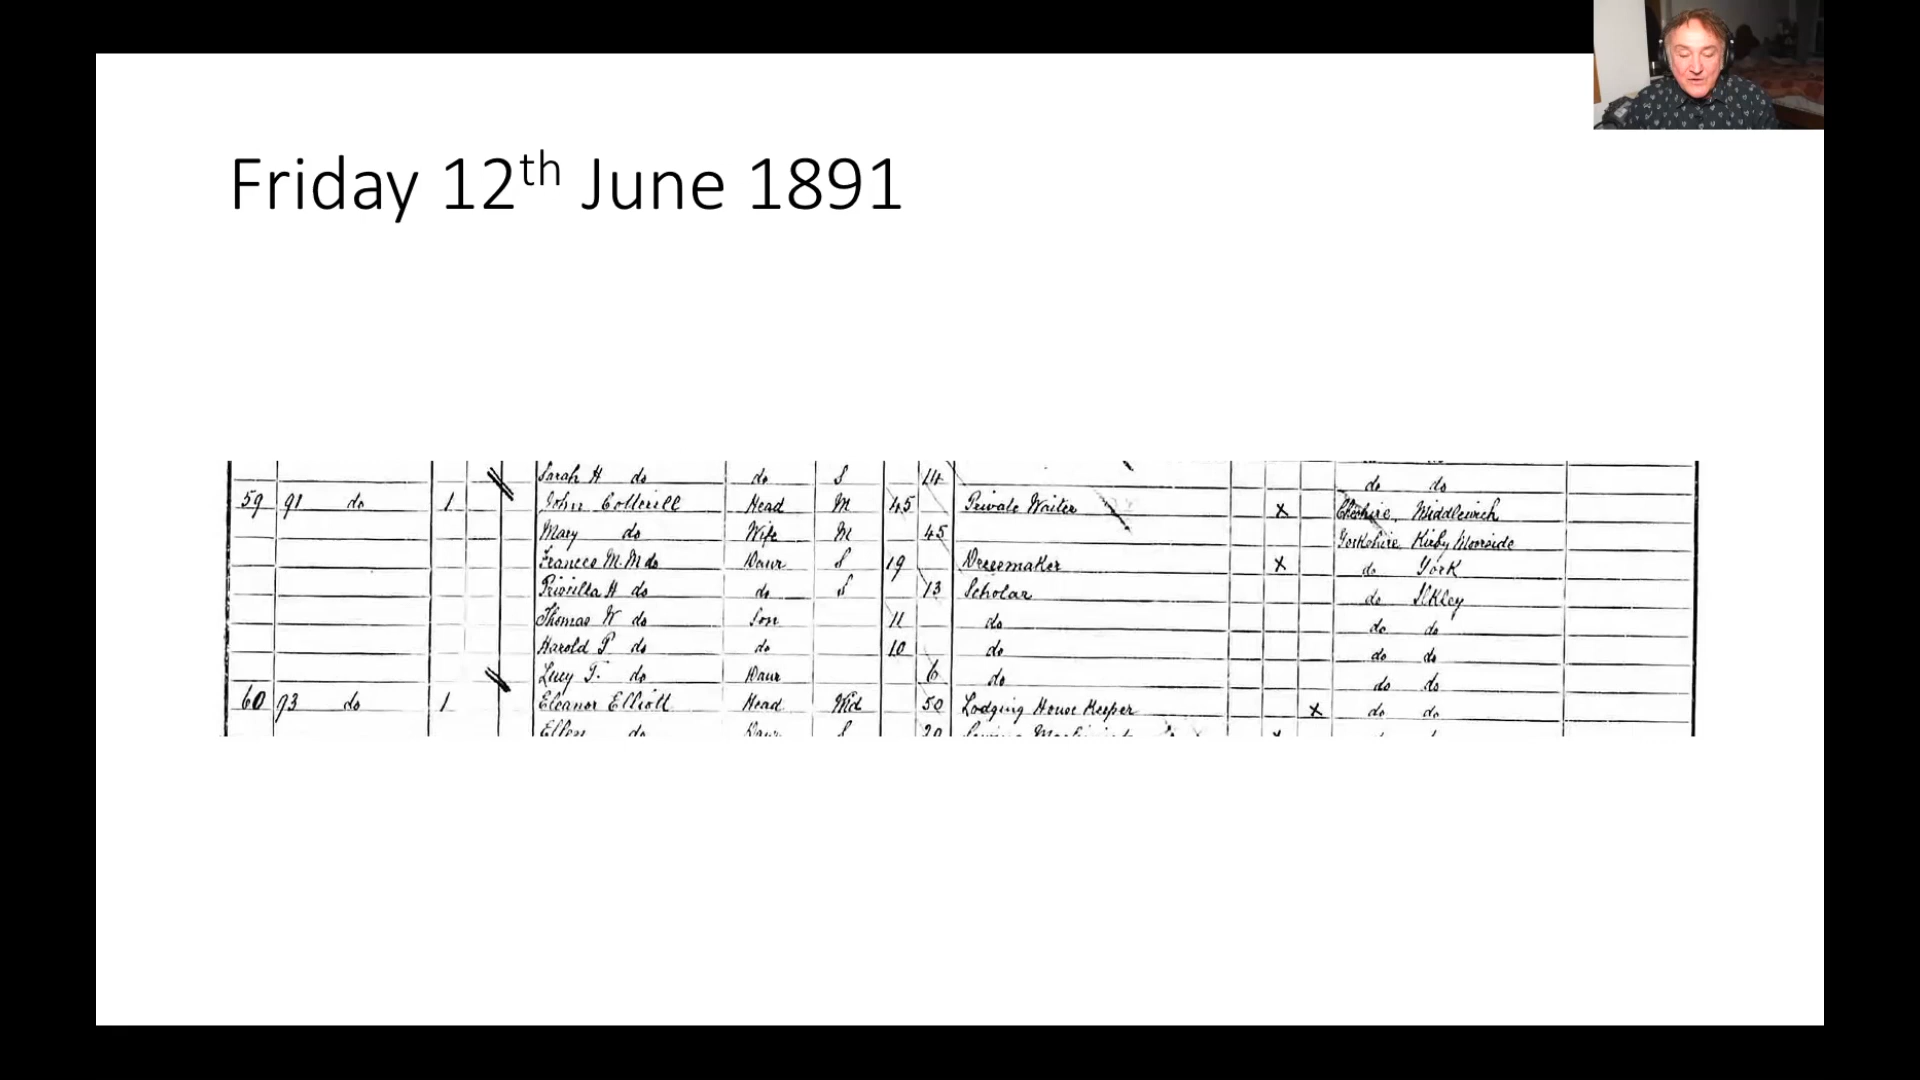 Friday 12th June 1891
Sarah H do do S 14 do do
59 91 do 1 John Cotterill Head M 45 Private Waiter X Cheshire, Middlewich
Mary do Wife M 45 Yorkshire Kirby Moorside
Frances M. M do Daur S 19 Dressmaker X do York
Priscilla H do do S 13 Scholar do Ilkley
Thomas W do Son 11 do do do
Harold P do do 10 do do do
Lucy T. do Daur 6 do do do
60 93 do 1 Eleanor Elliott Head Wid 50 Lodging House Keeper X do do
Ellen do Daur S 20